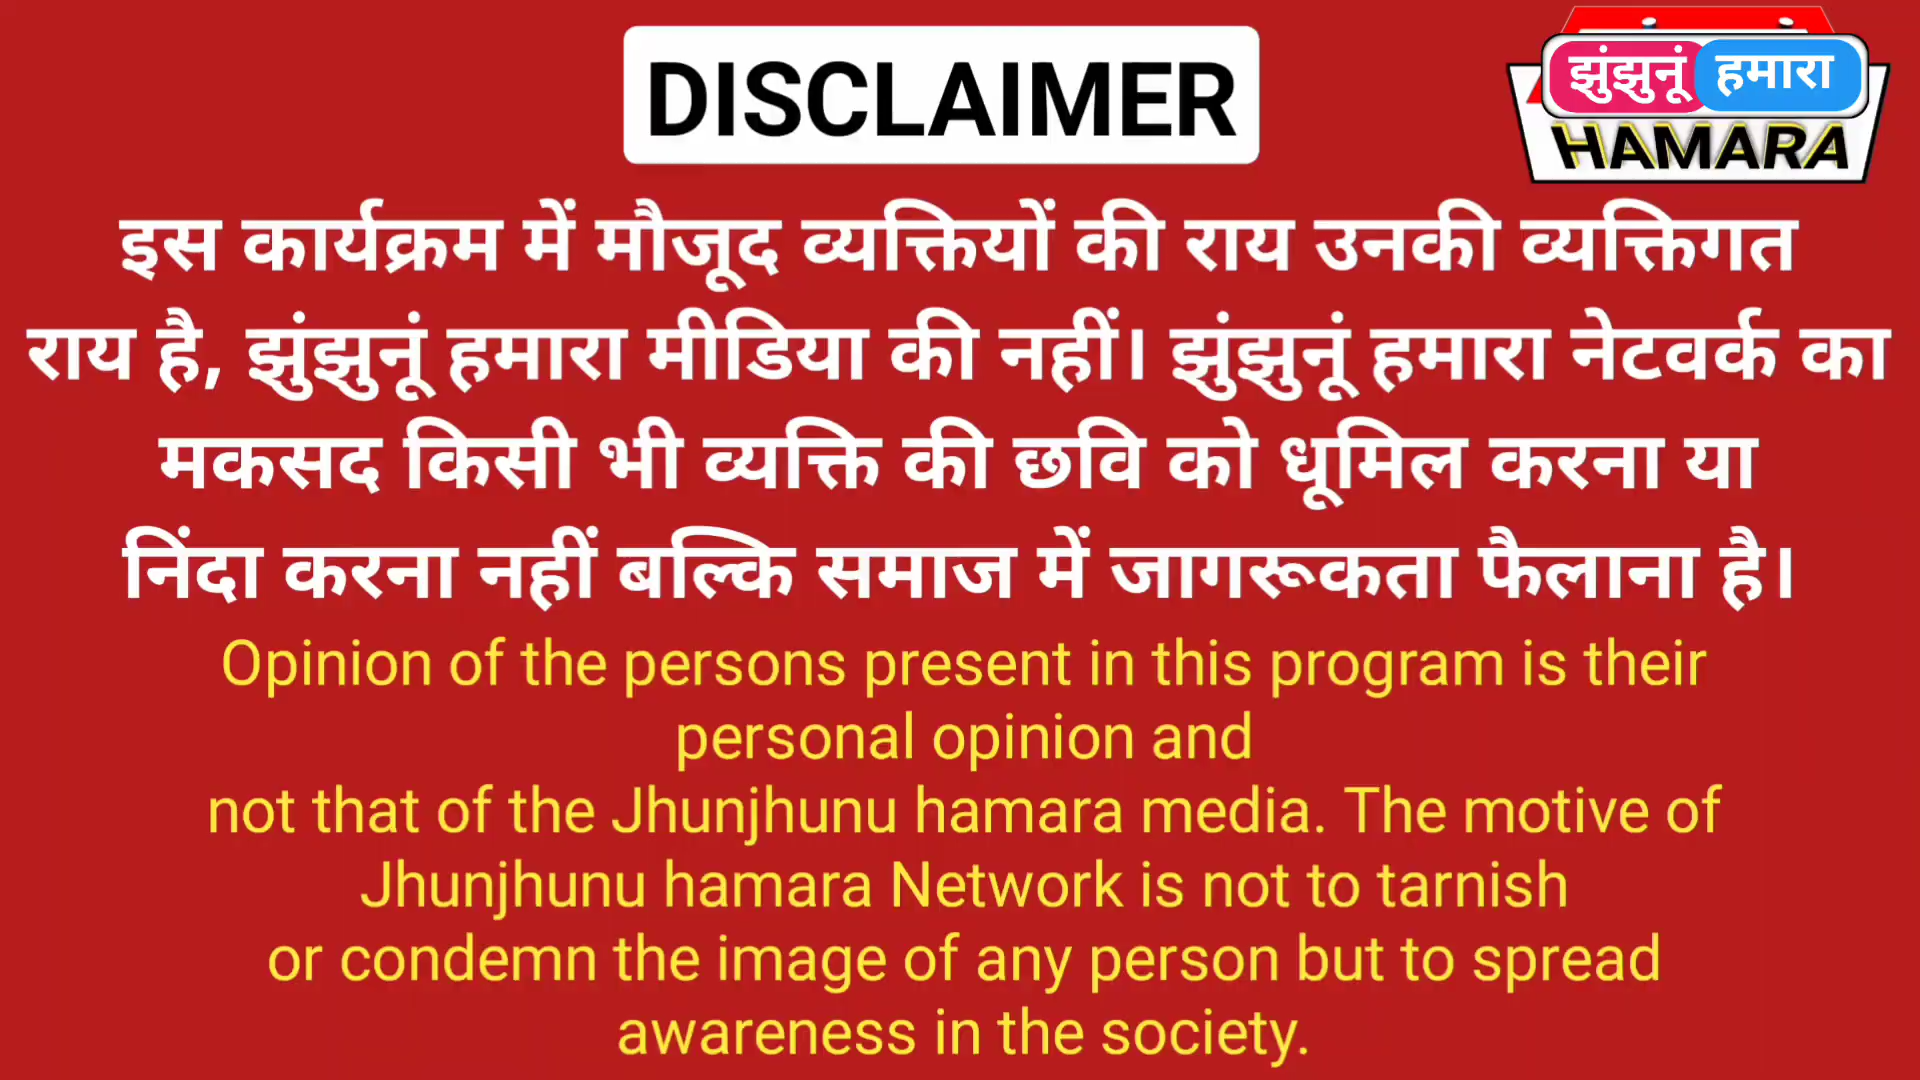 DISCLAIMER
झुंझुनूं हमारा
HAMARA
इस कार्यक्रम में मौजूद व्यक्तियों की राय उनकी व्यक्तिगत
राय है, झुंझुनूं हमारा मीडिया की नहीं। झुंझुनूं हमारा नेटवर्क का
मकसद किसी भी व्यक्ति की छवि को धूमिल करना या
निंदा करना नहीं बल्कि समाज में जागरूकता फैलाना है।
Opinion of the persons present in this program is their
personal opinion and
not that of the Jhunjhunu hamara media. The motive of
Jhunjhunu hamara Network is not to tarnish
or condemn the image of any person but to spread
awareness in the society.